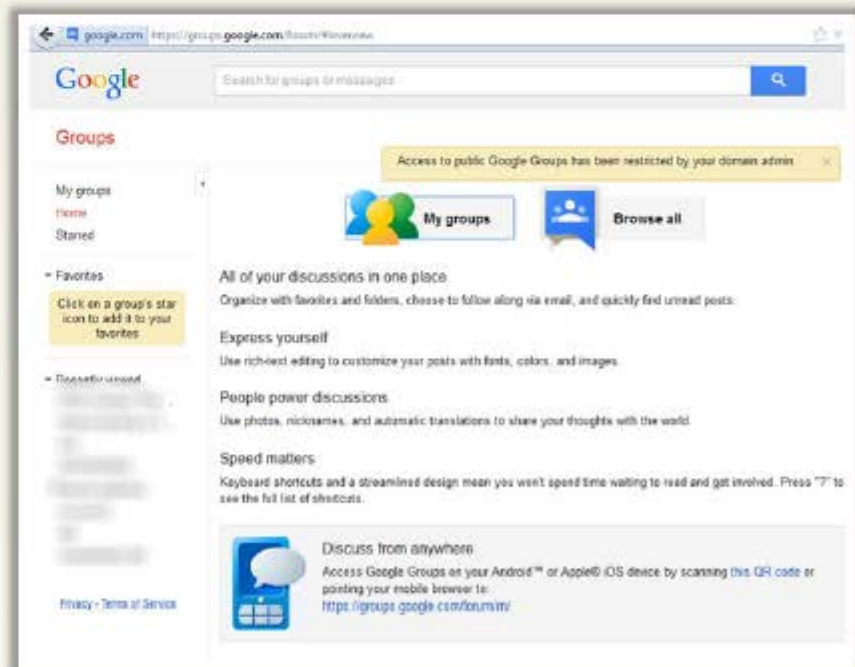 google.com https://groups.google.com/forum/#!overview
Google
Search for groups or messages
Groups
Access to public Google Groups has been restricted by your domain admin
My groups
Home
Starred
My groups
Browse all
Favorites
Click on a group's star
icon to add it to your
favorites
Recently viewed
All of your discussions in one place
Organize with favorites and folders, choose to follow along via email, and quickly find unread posts.
Express yourself
Use rich-text editing to customize your posts with fonts, colors, and images.
People power discussions
Use photos, nicknames, and automatic translations to share your thoughts with the world.
Speed matters
Keyboard shortcuts and a streamlined design mean you won't spend time waiting to read and get involved. Press "?" to
see the full list of shortcuts.
Discuss from anywhere
Access Google Groups on your Android™ or Apple® iOS device by scanning this QR code or
pointing your mobile browser to:
https://groups.google.com/forum/m/
Privacy - Terms of Service